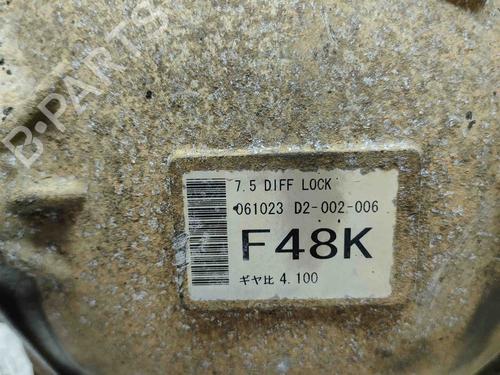 B-PARTS
7.5 DIFF LOCK
061023 D2-002-006
F48K
ギヤ比 4.100